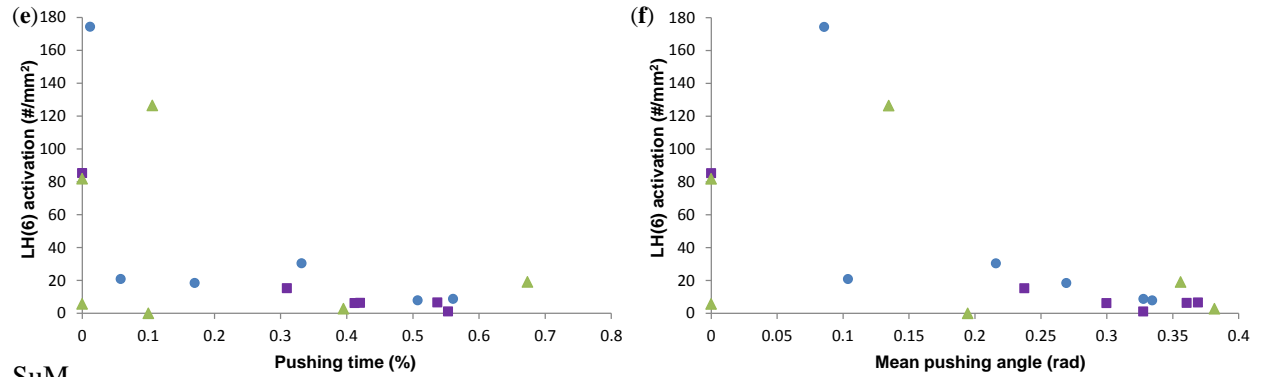 (e)
LH(6) activation (#/mm²)
180
160
140
120
100
80
60
40
20
0
0 0.1 0.2 0.3 0.4 0.5 0.6 0.7 0.8
Pushing time (%)
(f)
LH(6) activation (#/mm²)
180
160
140
120
100
80
60
40
20
0
0 0.05 0.1 0.15 0.2 0.25 0.3 0.35 0.4
Mean pushing angle (rad)
SuM